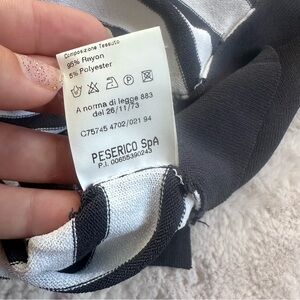 Composizione Tessuto
95% Rayon
5% Polyester
A norma di legge 883
del 26/11/73
C75745 4702/021 94
PESERICO SpA
P.I. 00655390243